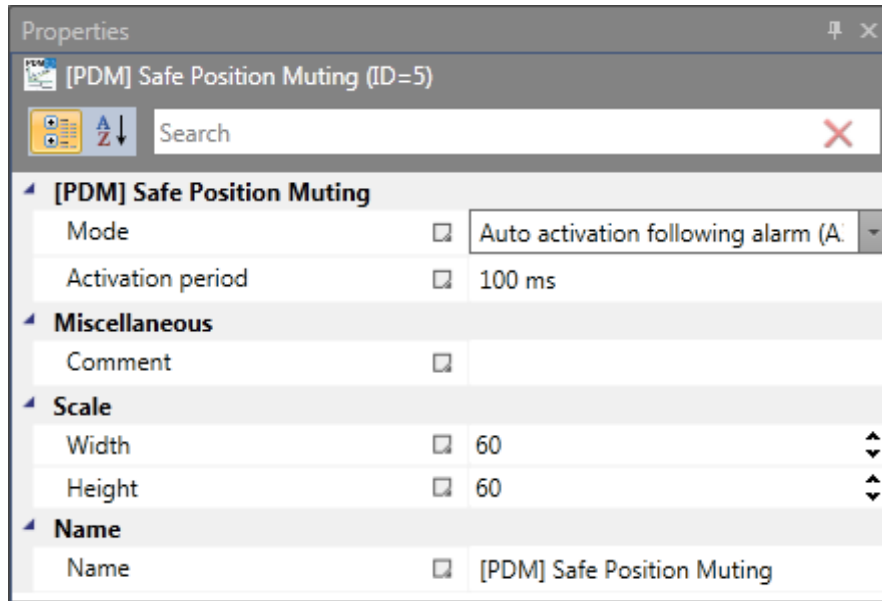 Properties
[PDM] Safe Position Muting (ID=5)
Search
[PDM] Safe Position Muting
Mode Auto activation following alarm (A
Activation period 100 ms
Miscellaneous
Comment
Scale
Width 60
Height 60
Name
Name [PDM] Safe Position Muting